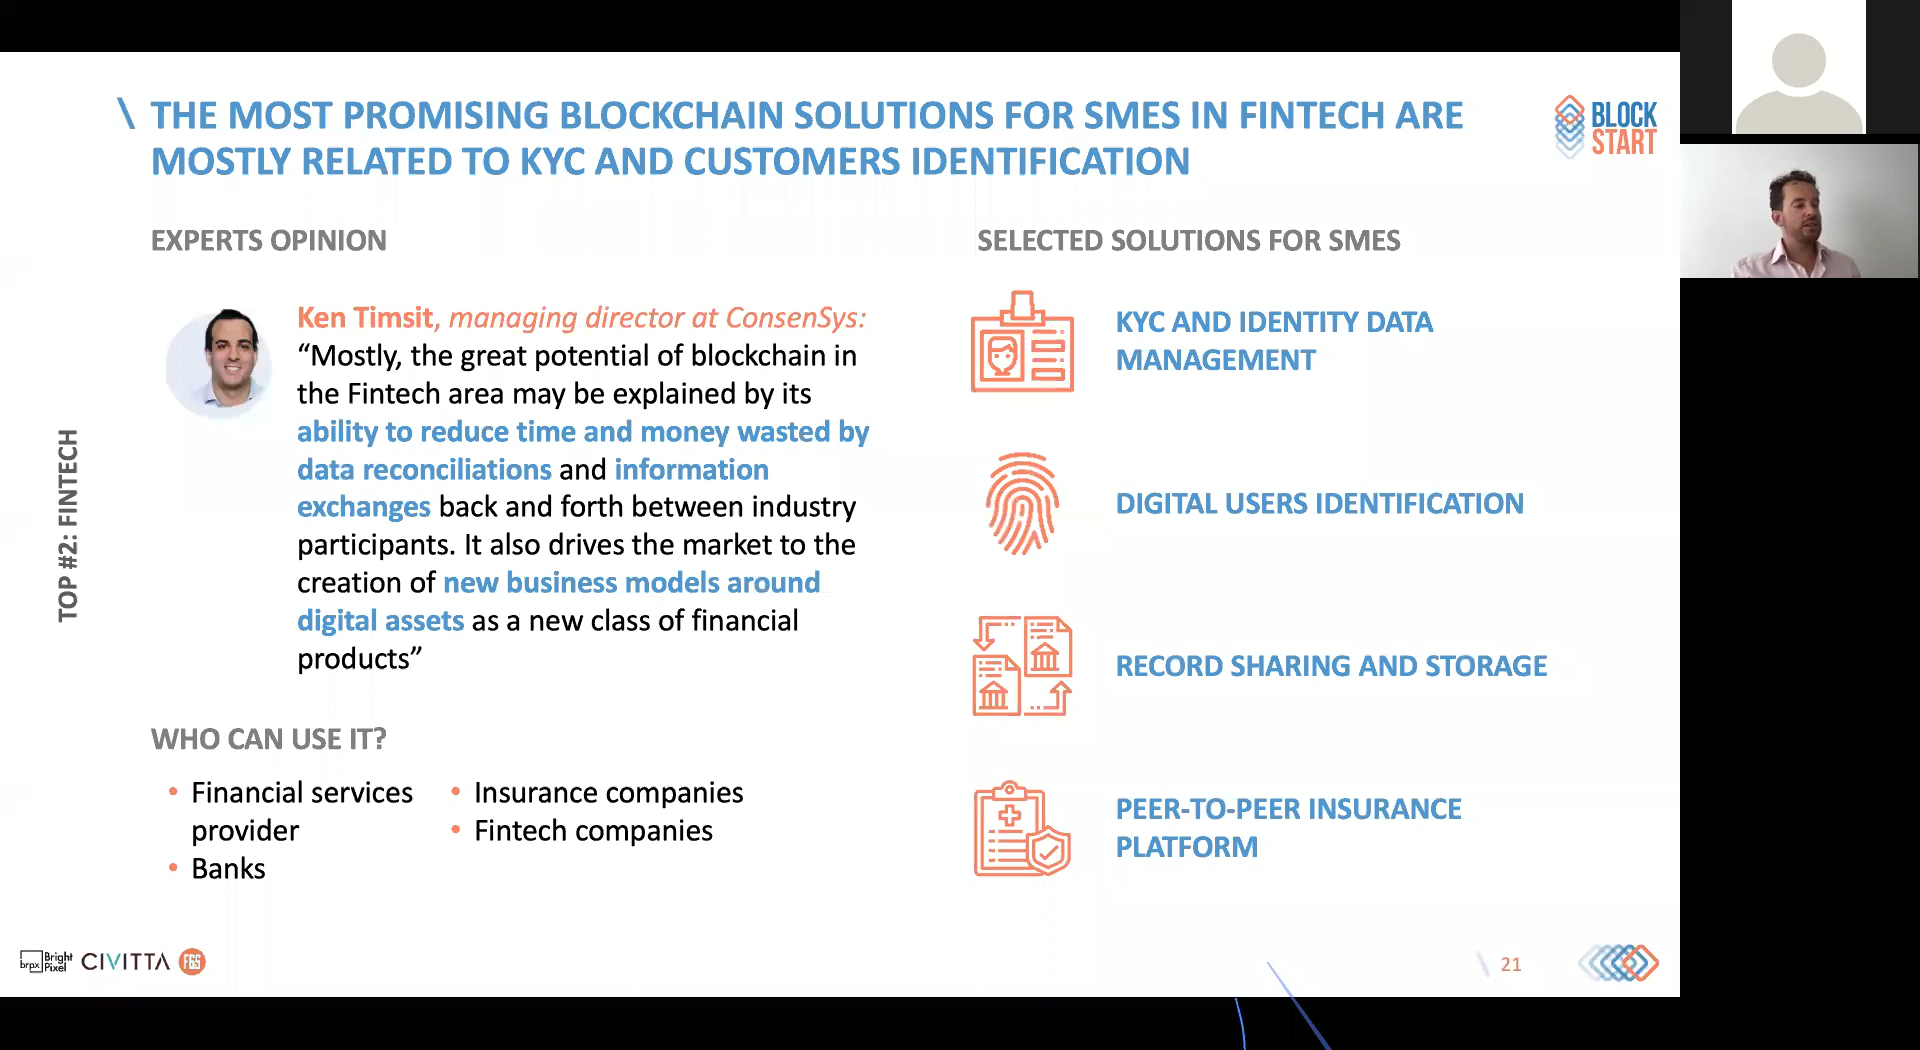 \ THE MOST PROMISING BLOCKCHAIN SOLUTIONS FOR SMES IN FINTECH ARE
MOSTLY RELATED TO KYC AND CUSTOMERS IDENTIFICATION
BLOCK
START
TOP #2: FINTECH
EXPERTS OPINION
Ken Timsit, managing director at ConsenSys:
“Mostly, the great potential of blockchain in
the Fintech area may be explained by its
ability to reduce time and money wasted by
data reconciliations and information
exchanges back and forth between industry
participants. It also drives the market to the
creation of new business models around
digital assets as a new class of financial
products”
WHO CAN USE IT?
• Financial services
provider
• Banks
• Insurance companies
• Fintech companies
SELECTED SOLUTIONS FOR SMES
KYC AND IDENTITY DATA
MANAGEMENT
DIGITAL USERS IDENTIFICATION
RECORD SHARING AND STORAGE
PEER-TO-PEER INSURANCE
PLATFORM
brpx Bright
Pixel
CIVITTA
F6S
\ 21